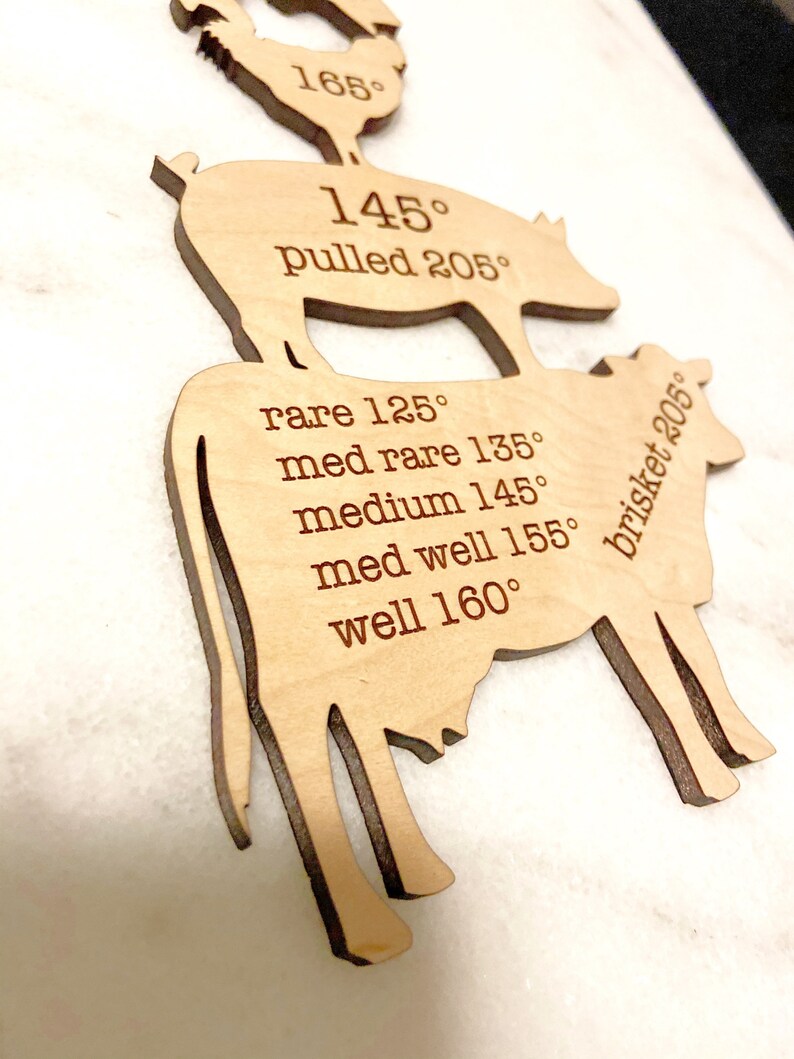 165°
145°
pulled 205°
rare 125°
med rare 135°
medium 145°
med well 155°
well 160°
brisket 205°